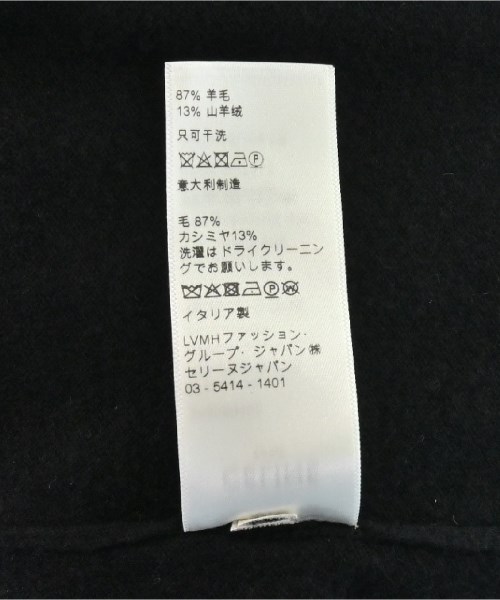 87% 羊毛
13% 山羊绒
只可干洗
意大利制造
毛 87%
カシミヤ13%
洗濯はドライクリーニン
グでお願いします。
イタリア製
LVMHファッション・
グループ・ジャパン㈱
セリーヌジャパン
03 - 5414 - 1401